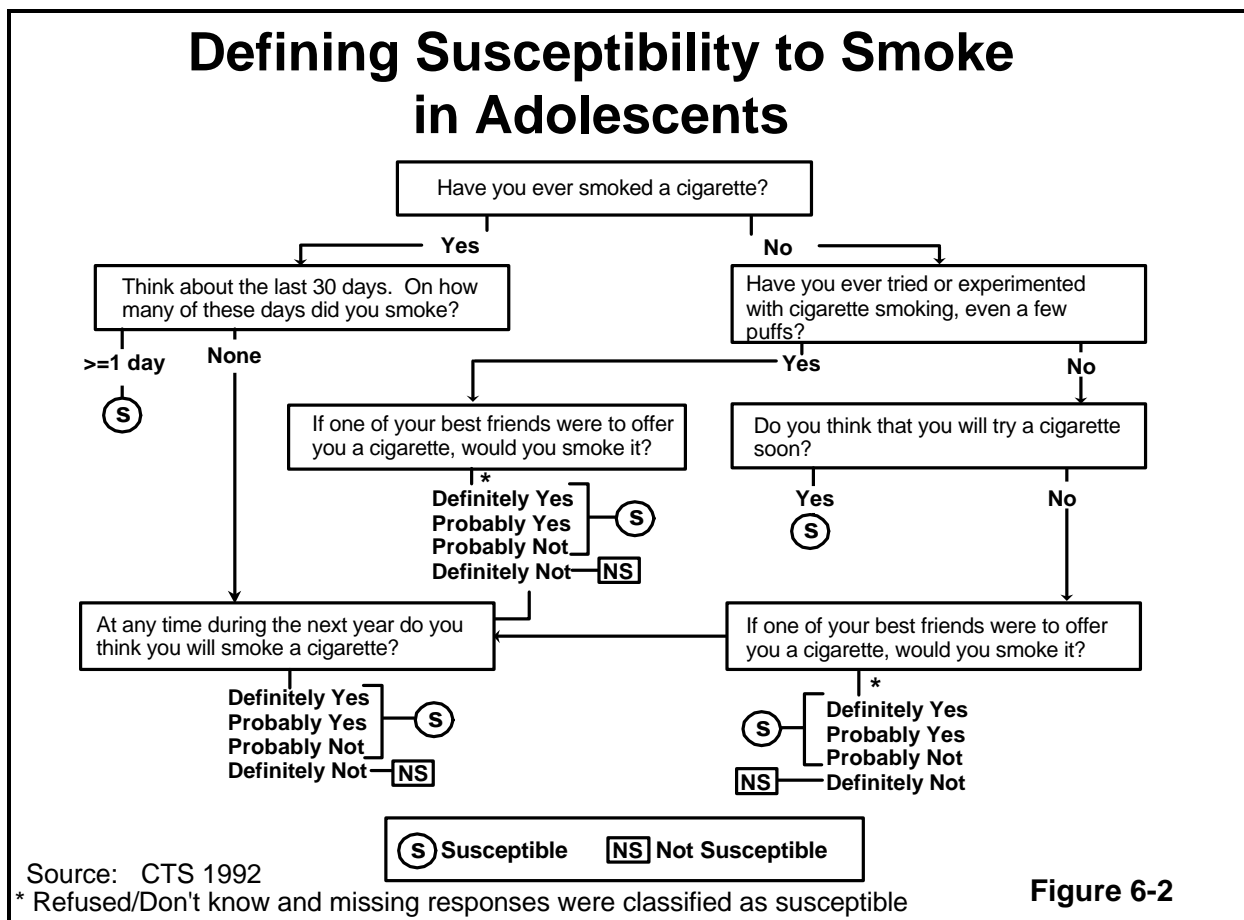 Defining Susceptibility to Smoke
in Adolescents
Have you ever smoked a cigarette?
Yes
No
Think about the last 30 days. On how
many of these days did you smoke?
Have you ever tried or experimented
with cigarette smoking, even a few
puffs?
>=1 day
None
S
Yes
No
If one of your best friends were to offer
you a cigarette, would you smoke it?
*
Definitely Yes
Probably Yes
Probably Not
S
Definitely Not
NS
Do you think that you will try a cigarette
soon?
Yes
S
No
At any time during the next year do you
think you will smoke a cigarette?
Definitely Yes
Probably Yes
Probably Not
S
Definitely Not
NS
If one of your best friends were to offer
you a cigarette, would you smoke it?
*
Definitely Yes
Probably Yes
Probably Not
S
NS
Definitely Not
S Susceptible NS Not Susceptible
Source: CTS 1992
* Refused/Don't know and missing responses were classified as susceptible
Figure 6-2